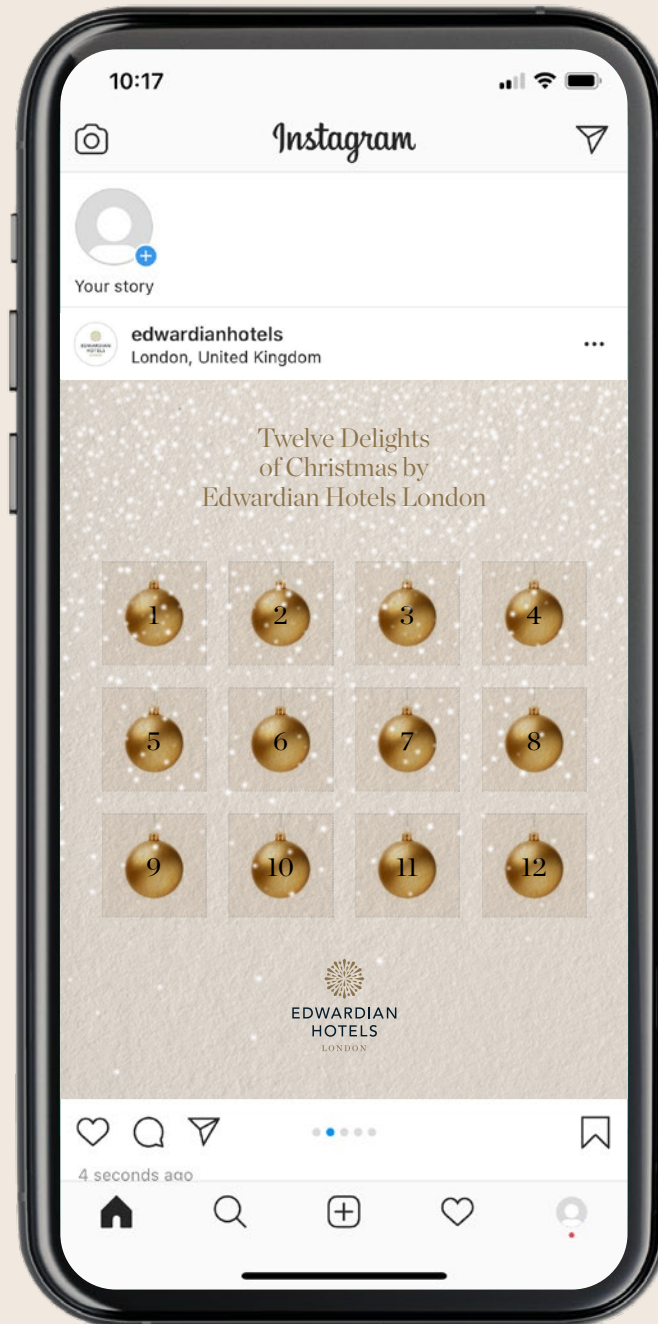 10:17
Instagram
Your story
edwardianhotels
London, United Kingdom
Twelve Delights
of Christmas by
Edwardian Hotels London
1 2 3 4
5 6 7 8
9 10 11 12
EDWARDIAN
HOTELS
LONDON
4 seconds ago